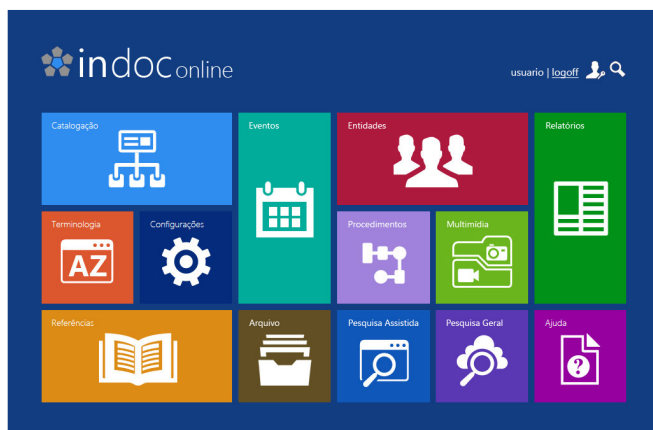 indoc online
usuario | logoff
Catalogação
Eventos
Entidades
Relatórios
Terminologia
Configurações
Procedimentos
Multimídia
AZ
Referências
Arquivo
Pesquisa Assistida
Pesquisa Geral
Ajuda
?